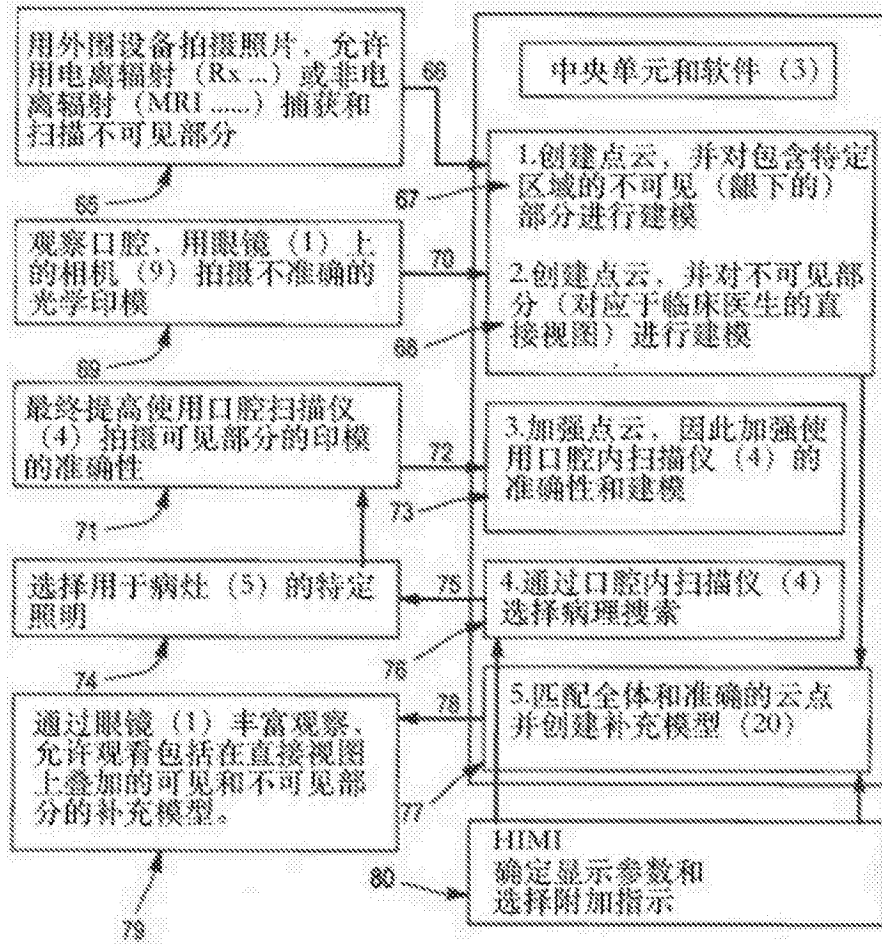 用外围设备拍摄照片，允许
用电离辐射（Rx ...）或非电
离辐射（MRI ......）捕获和
扫描不可见部分
66
65
中央单元和软件（3）
1.创建点云，并对包含特定
区域的不可见（龈下的）
部分进行建模
67
2.创建点云，并对不可见部
分（对应于临床医生的直
接视图）进行建模
68
观察口腔，用眼镜（1）上
的相机（9）拍摄不准确的
光学印模
70
69
最终提高使用口腔扫描仪
（4）拍摄可见部分的印模
的准确性
72
71
3.加强点云，因此加强使
用口腔内扫描仪（4）的
准确性和建模
73
选择用于病灶（5）的特定
照明
75
74
4.通过口腔内扫描仪（4）
选择病理搜索
76
通过眼镜（1）丰富观察，
允许观看包括在直接视图
上叠加的可见和不可见部
分的补充模型。
78
79
5.匹配全体和准确的云点
并创建补充模型（20）
77
HIMI
确定显示参数和
选择附加指示
80